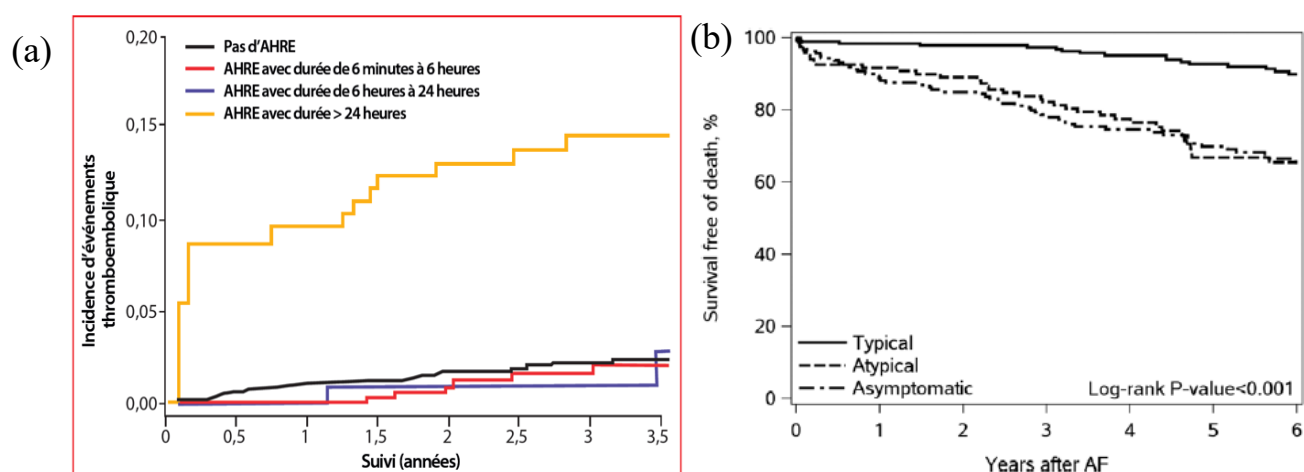 (a)
0,20
0,15
0,10
0,05
0,00
Incidence d'événements
thromboembolique
Pas d'AHRE
AHRE avec durée de 6 minutes à 6 heures
AHRE avec durée de 6 heures à 24 heures
AHRE avec durée > 24 heures
0 0,5 1 1,5 2 2,5 3 3,5
Suivi (années)
(b)
100
80
60
40
20
0
Survival free of death, %
Typical
Atypical
Asymptomatic
Log-rank P-value<0.001
0 1 2 3 4 5 6
Years after AF